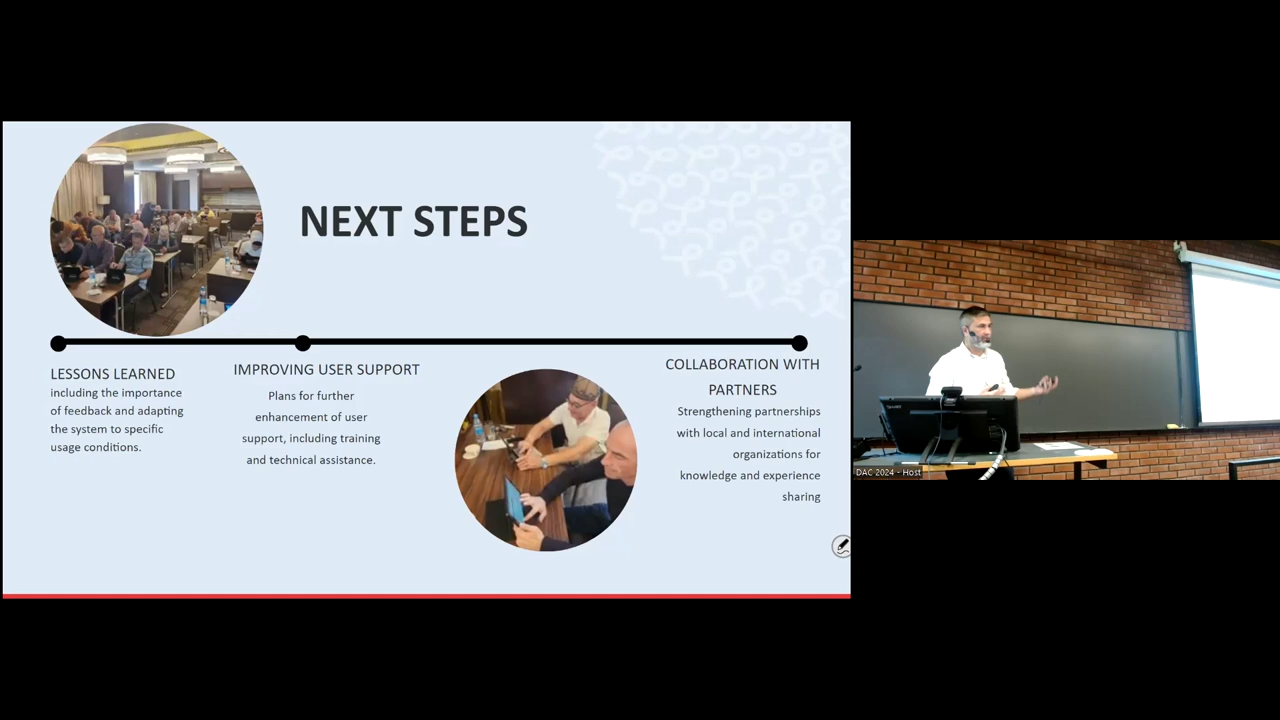 NEXT STEPS
LESSONS LEARNED
including the importance
of feedback and adapting
the system to specific
usage conditions.
IMPROVING USER SUPPORT
Plans for further
enhancement of user
support, including training
and technical assistance.
COLLABORATION WITH
PARTNERS
Strengthening partnerships
with local and international
organizations for
knowledge and experience
sharing
DAC 2024 - Host